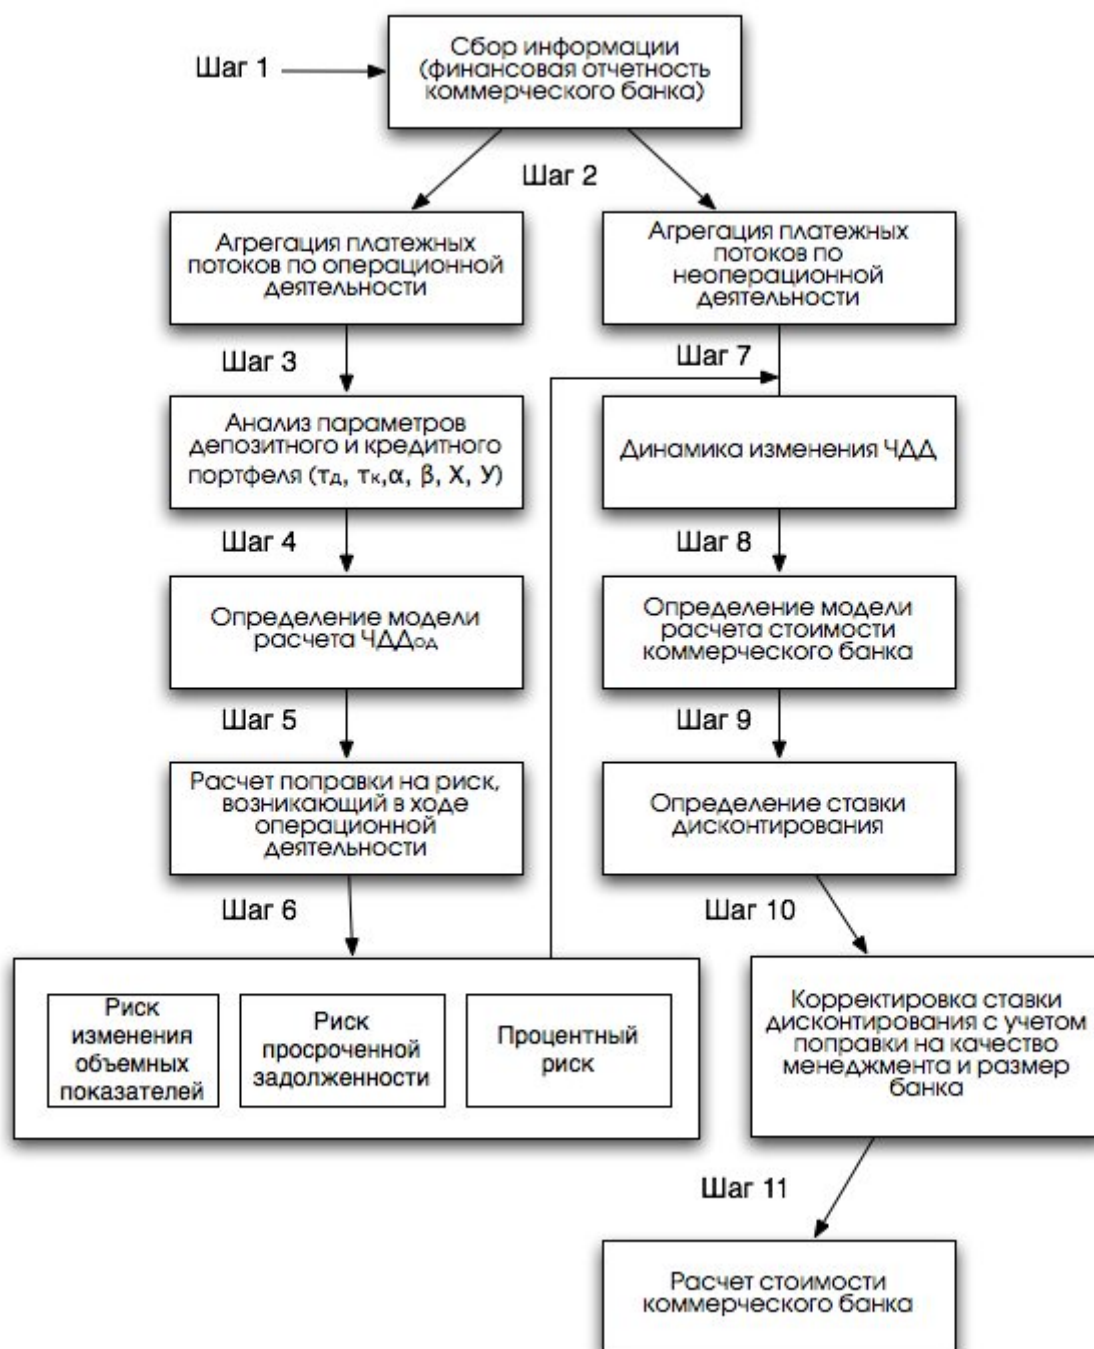 Шаг 1
Сбор информации
(финансовая отчетность
коммерческого банка)
Шаг 2
Агрегация платежных
потоков по операционной
деятельности
Агрегация платежных
потоков по
неоперационной
деятельности
Шаг 3
Шаг 7
Анализ параметров
депозитного и кредитного
портфеля (τд, τк,α, β, X, У)
Динамика изменения ЧДД
Шаг 4
Шаг 8
Определение модели
расчета ЧДДод
Определение модели
расчета стоимости
коммерческого банка
Шаг 5
Шаг 9
Расчет поправки на риск,
возникающий в ходе
операционной
деятельности
Определение ставки
дисконтирования
Шаг 6
Шаг 10
Риск
изменения
объемных
показателей
Риск
просроченной
задолженности
Процентный
риск
Корректировка ставки
дисконтирования с учетом
поправки на качество
менеджмента и размер
банка
Шаг 11
Расчет стоимости
коммерческого банка